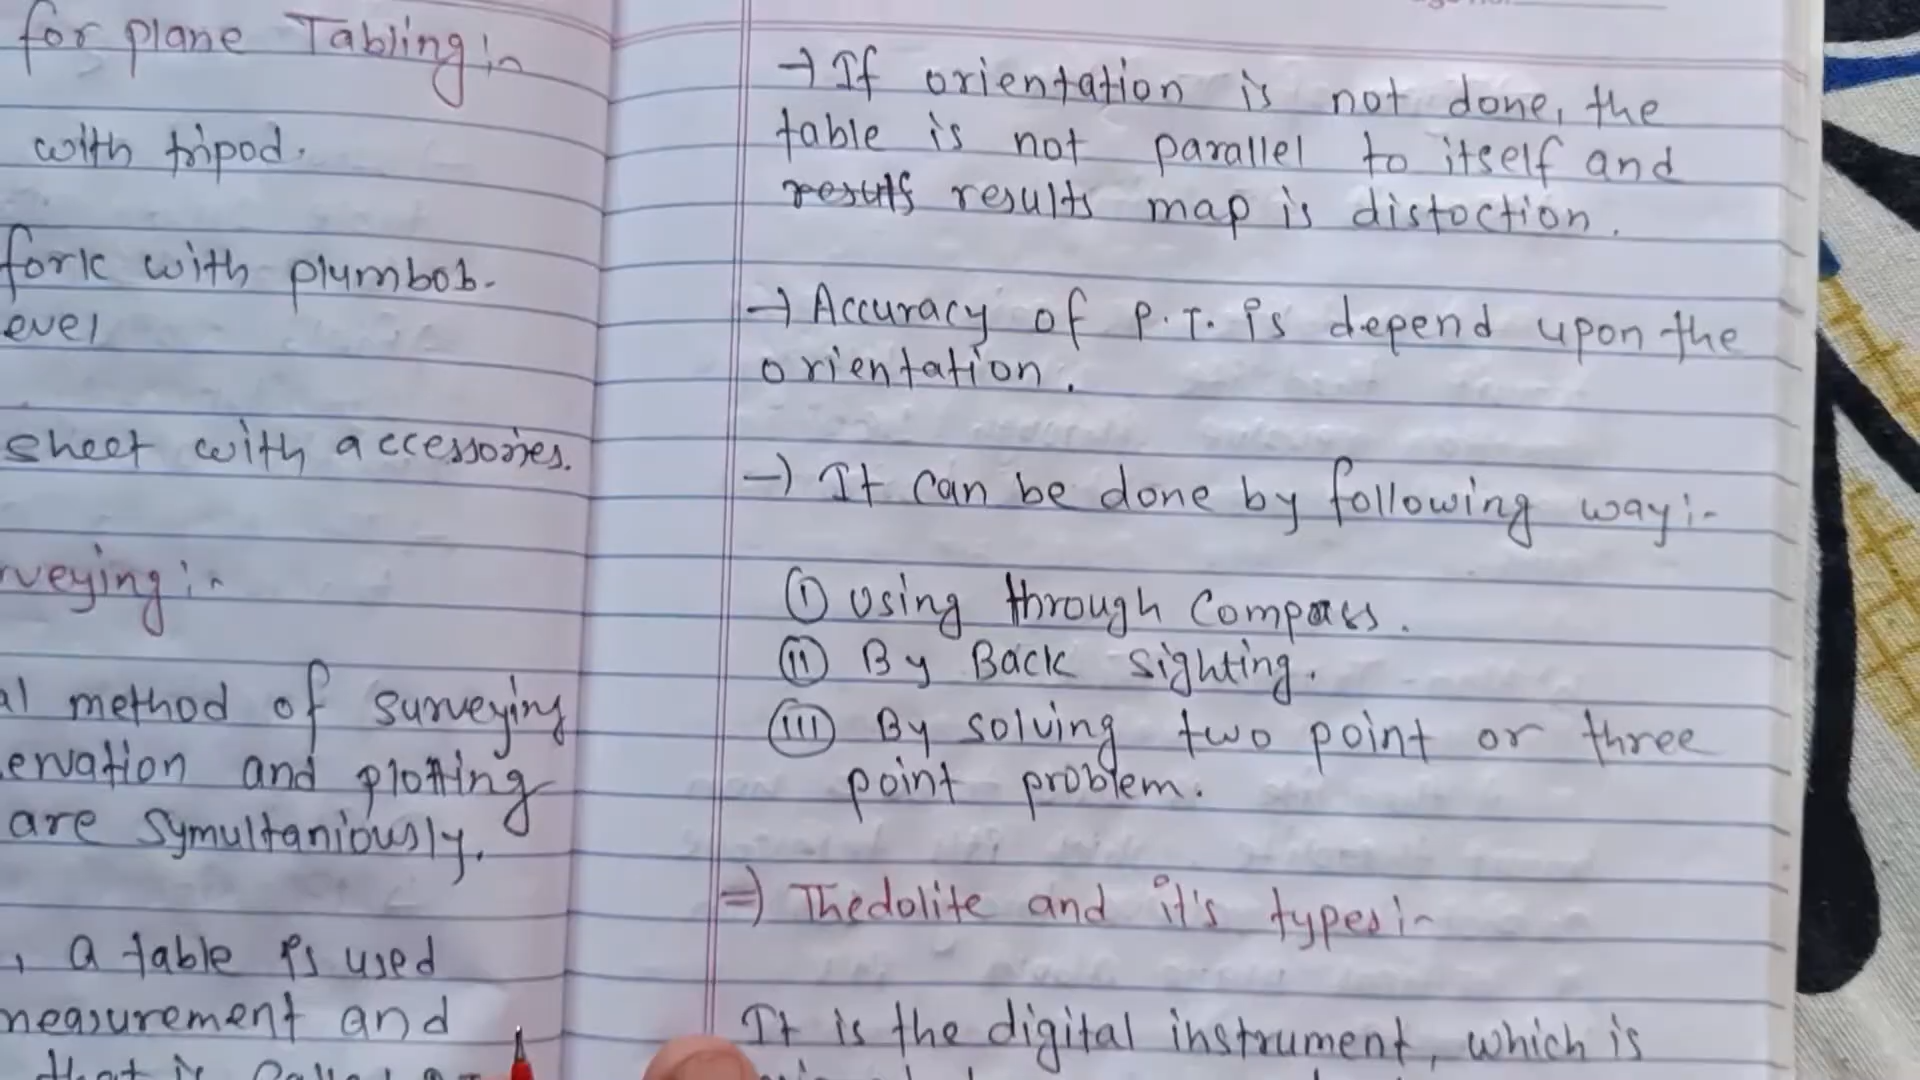 for plane Tabling:-
with tripod.
fork with plumbob.
evel
sheet with accessories.
rveying:-
al method of surveying
ervation and plotting
are symultaniously.
, a table is used
measurement and
that is
→ If orientation is not done, the
table is not parallel to itself and
results results map is distoction.
→ Accuracy of P.T. is depend upon the
orientation.
→ It can be done by following way:-
(i) Using through Compass.
(ii) By Back sighting.
(iii) By solving two point or three
point problem.
⇒ Thedolite and it's types:-
It is the digital instrument, which is